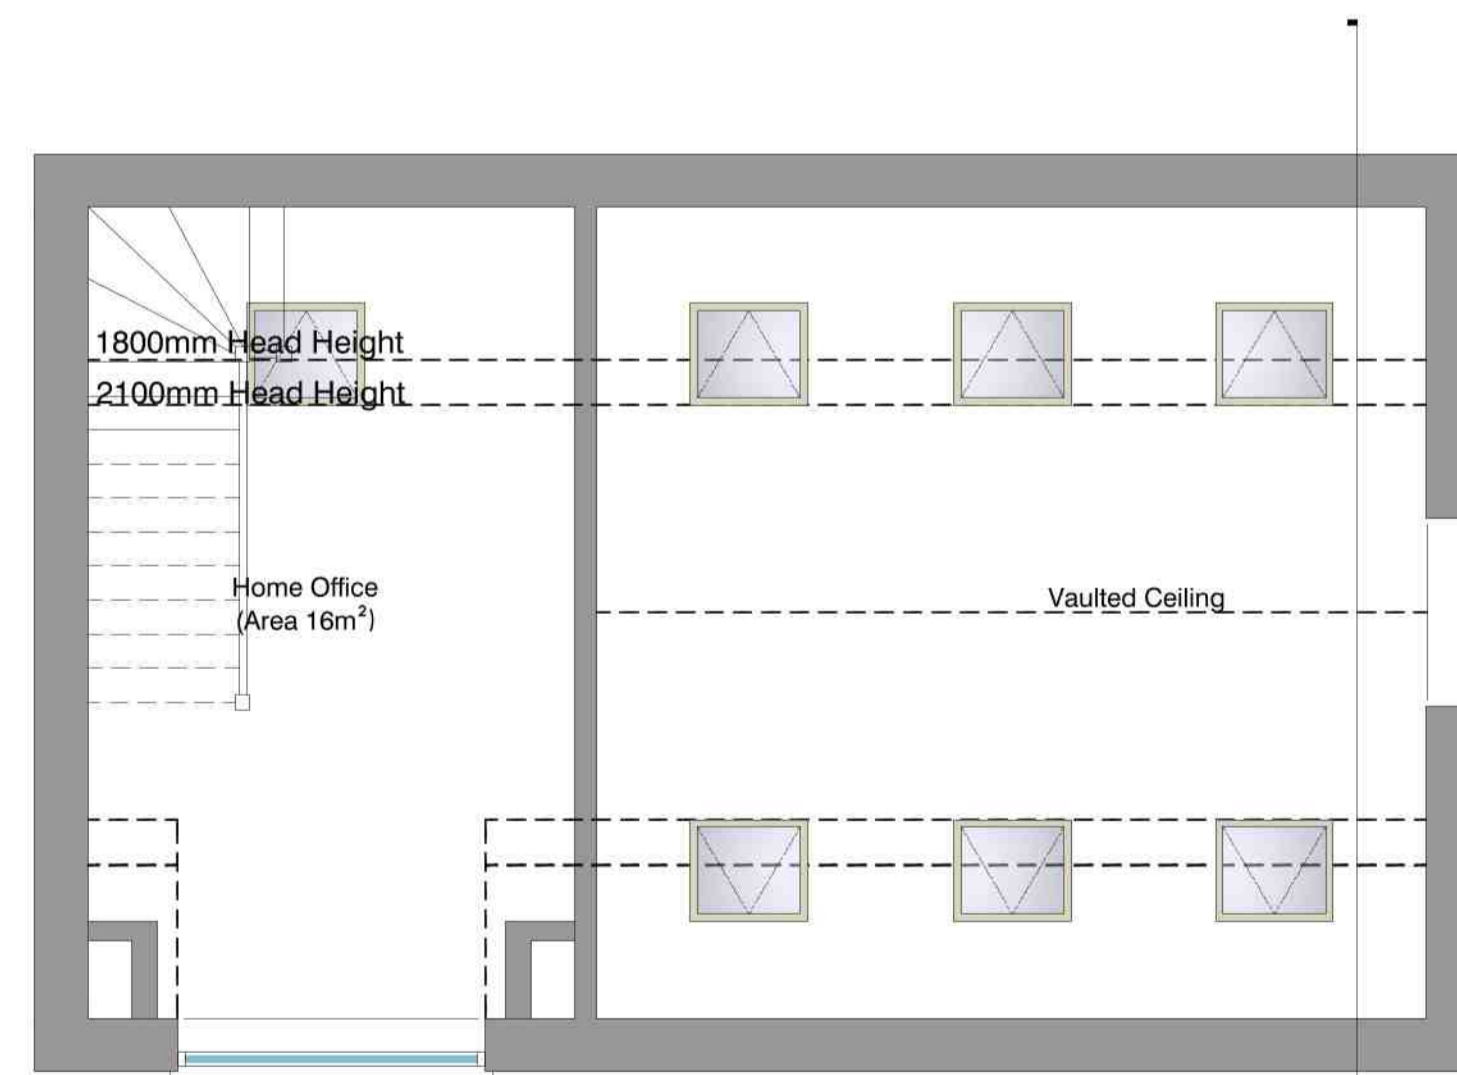 1800mm Head Height
2100mm Head Height
Home Office
(Area 16m²)
Vaulted Ceiling